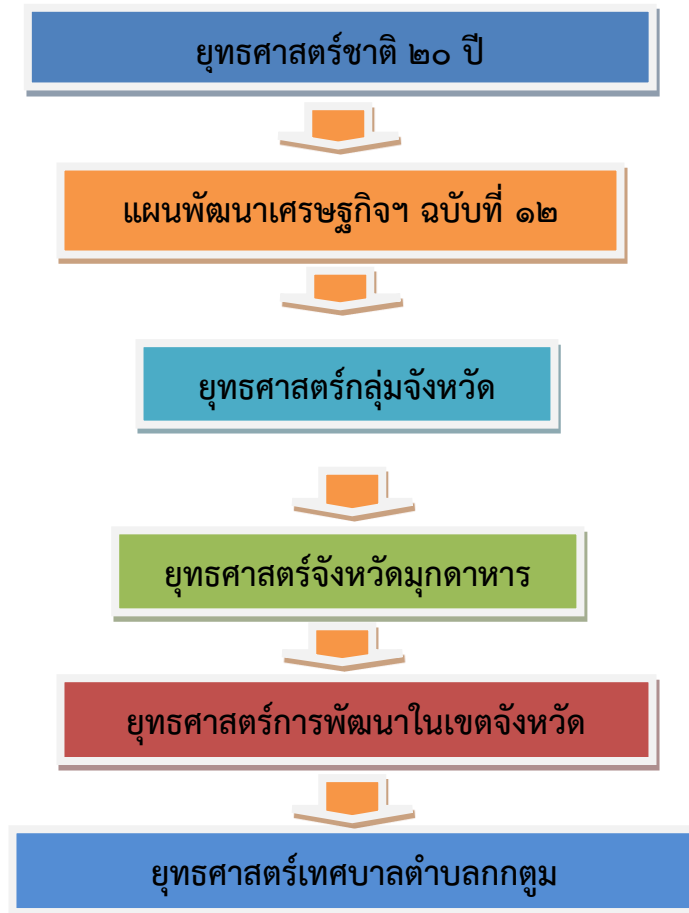 ยุทธศาสตร์ชาติ ๒๐ ปี
แผนพัฒนาเศรษฐกิจฯ ฉบับที่ ๑๒
ยุทธศาสตร์กลุ่มจังหวัด
ยุทธศาสตร์จังหวัดมุกดาหาร
ยุทธศาสตร์การพัฒนาในเขตจังหวัด
ยุทธศาสตร์เทศบาลตำบลกกตูม